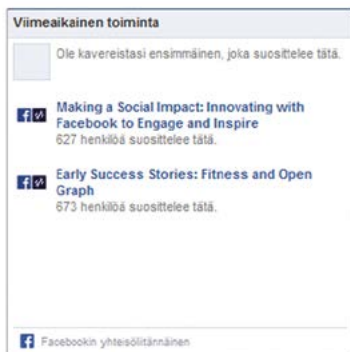 Viimeaikainen toiminta
Ole kavereistasi ensimmäinen, joka suosittelee tätä.
Making a Social Impact: Innovating with
Facebook to Engage and Inspire
627 henkilöä suosittelee tätä.
Early Success Stories: Fitness and Open
Graph
673 henkilöä suosittelee tätä.
Facebookin yhteisöliitännäinen